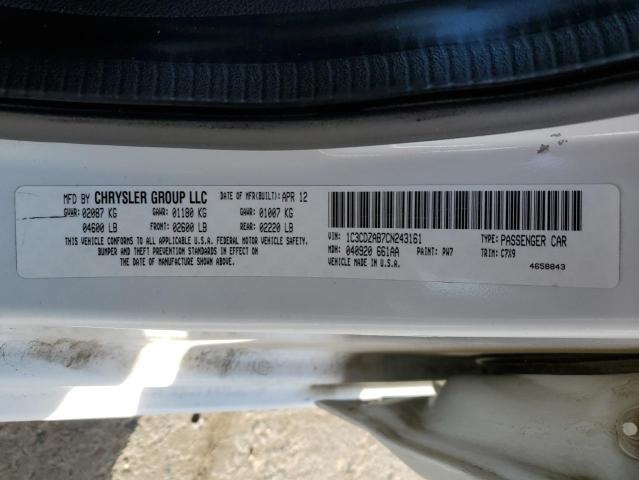 MFD BY CHRYSLER GROUP LLC DATE OF MFR(BUILT): APR 12
GVWR: 02087 KG GAWR: 01180 KG GAWR: 01007 KG
04600 LB FRONT: 02600 LB REAR: 02220 LB
THIS VEHICLE CONFORMS TO ALL APPLICABLE U.S.A. FEDERAL MOTOR VEHICLE SAFETY,
BUMPER AND THEFT PREVENTION STANDARDS IN EFFECT ON
THE DATE OF MANUFACTURE SHOWN ABOVE.
VIN: 1C3CDZAB7CN243161 TYPE: PASSENGER CAR
MDH: 040920 661AA PAINT: PW7 TRIM: C7X9
VEHICLE MADE IN U.S.A.
4658843